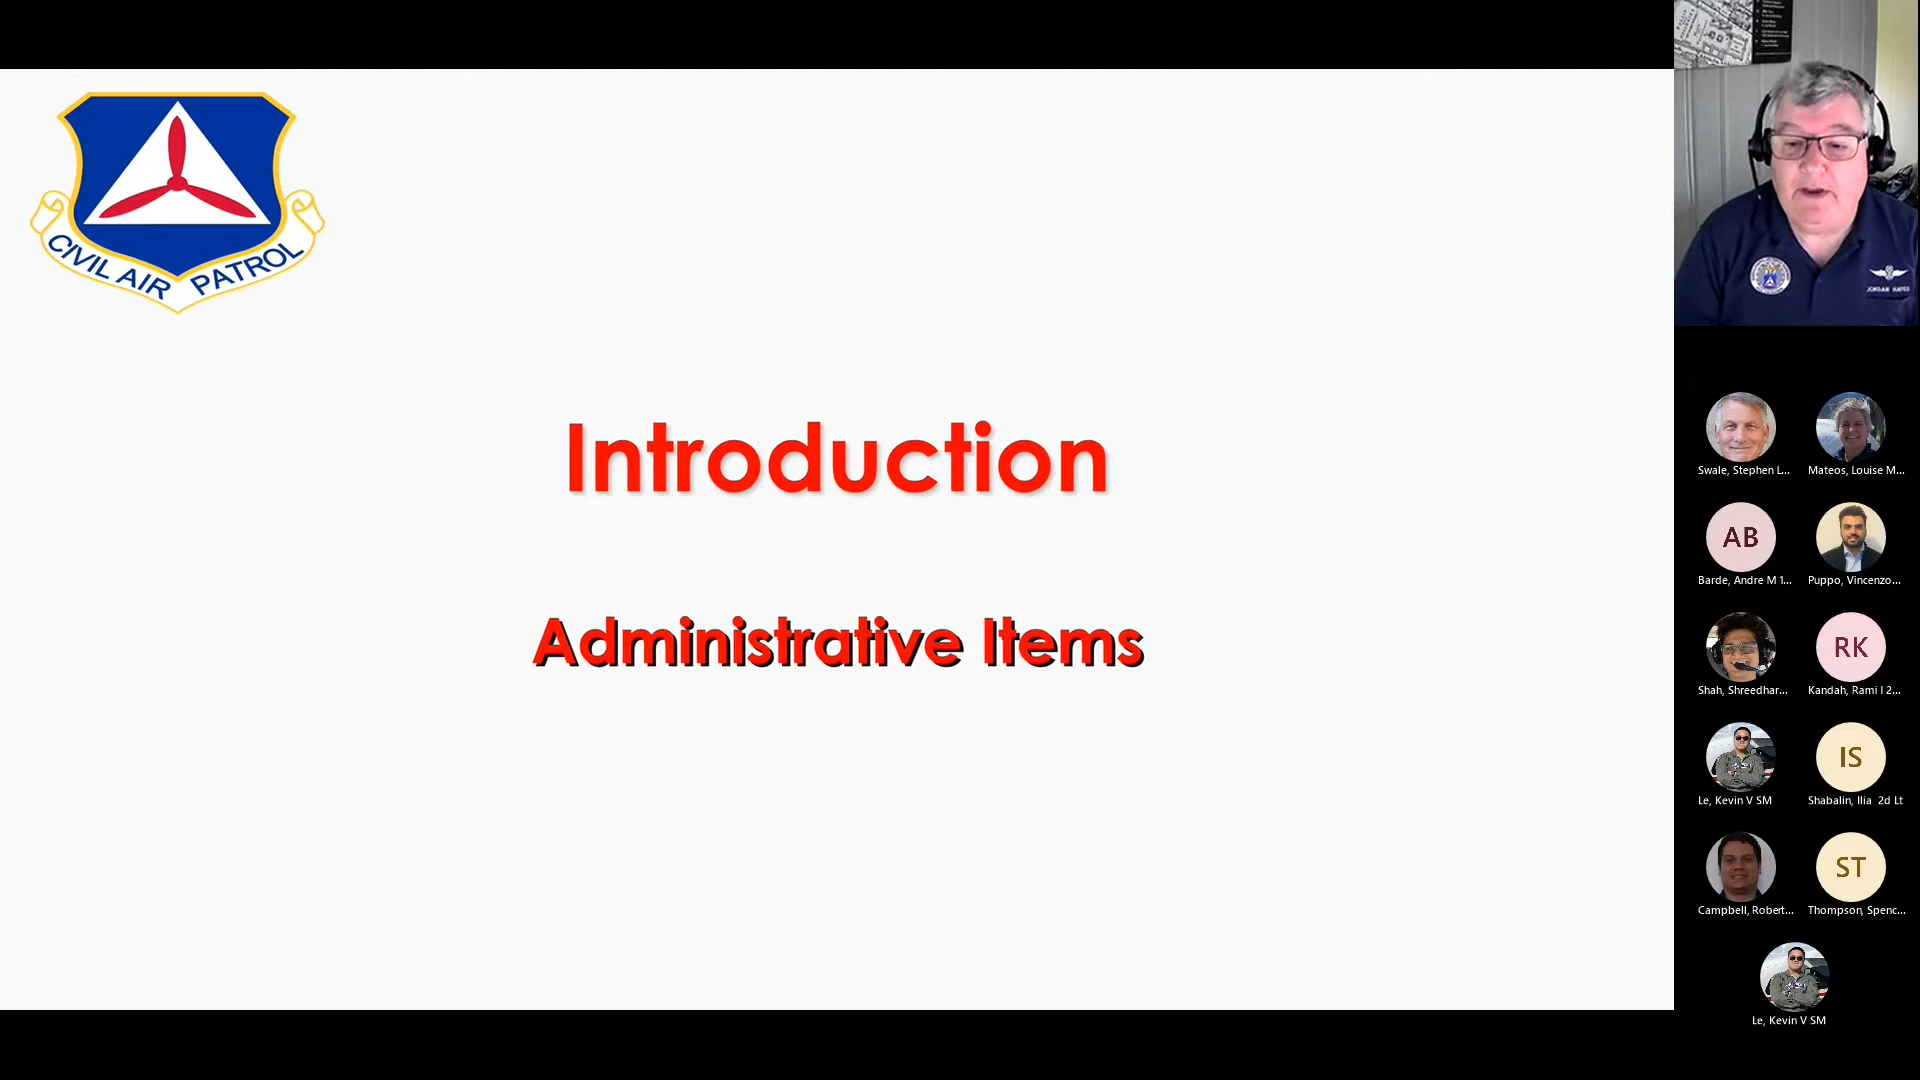 CIVIL AIR PATROL
Introduction
Administrative Items
JORDAN HAYES
Swale, Stephen L...
Mateos, Louise M...
AB
Barde, Andre M 1...
Puppo, Vincenzo...
Shah, Shreedhar...
RK
Kandah, Rami I 2...
Le, Kevin V SM
IS
Shabalin, Ilia 2d Lt
Campbell, Robert...
ST
Thompson, Spenc...
Le, Kevin V SM